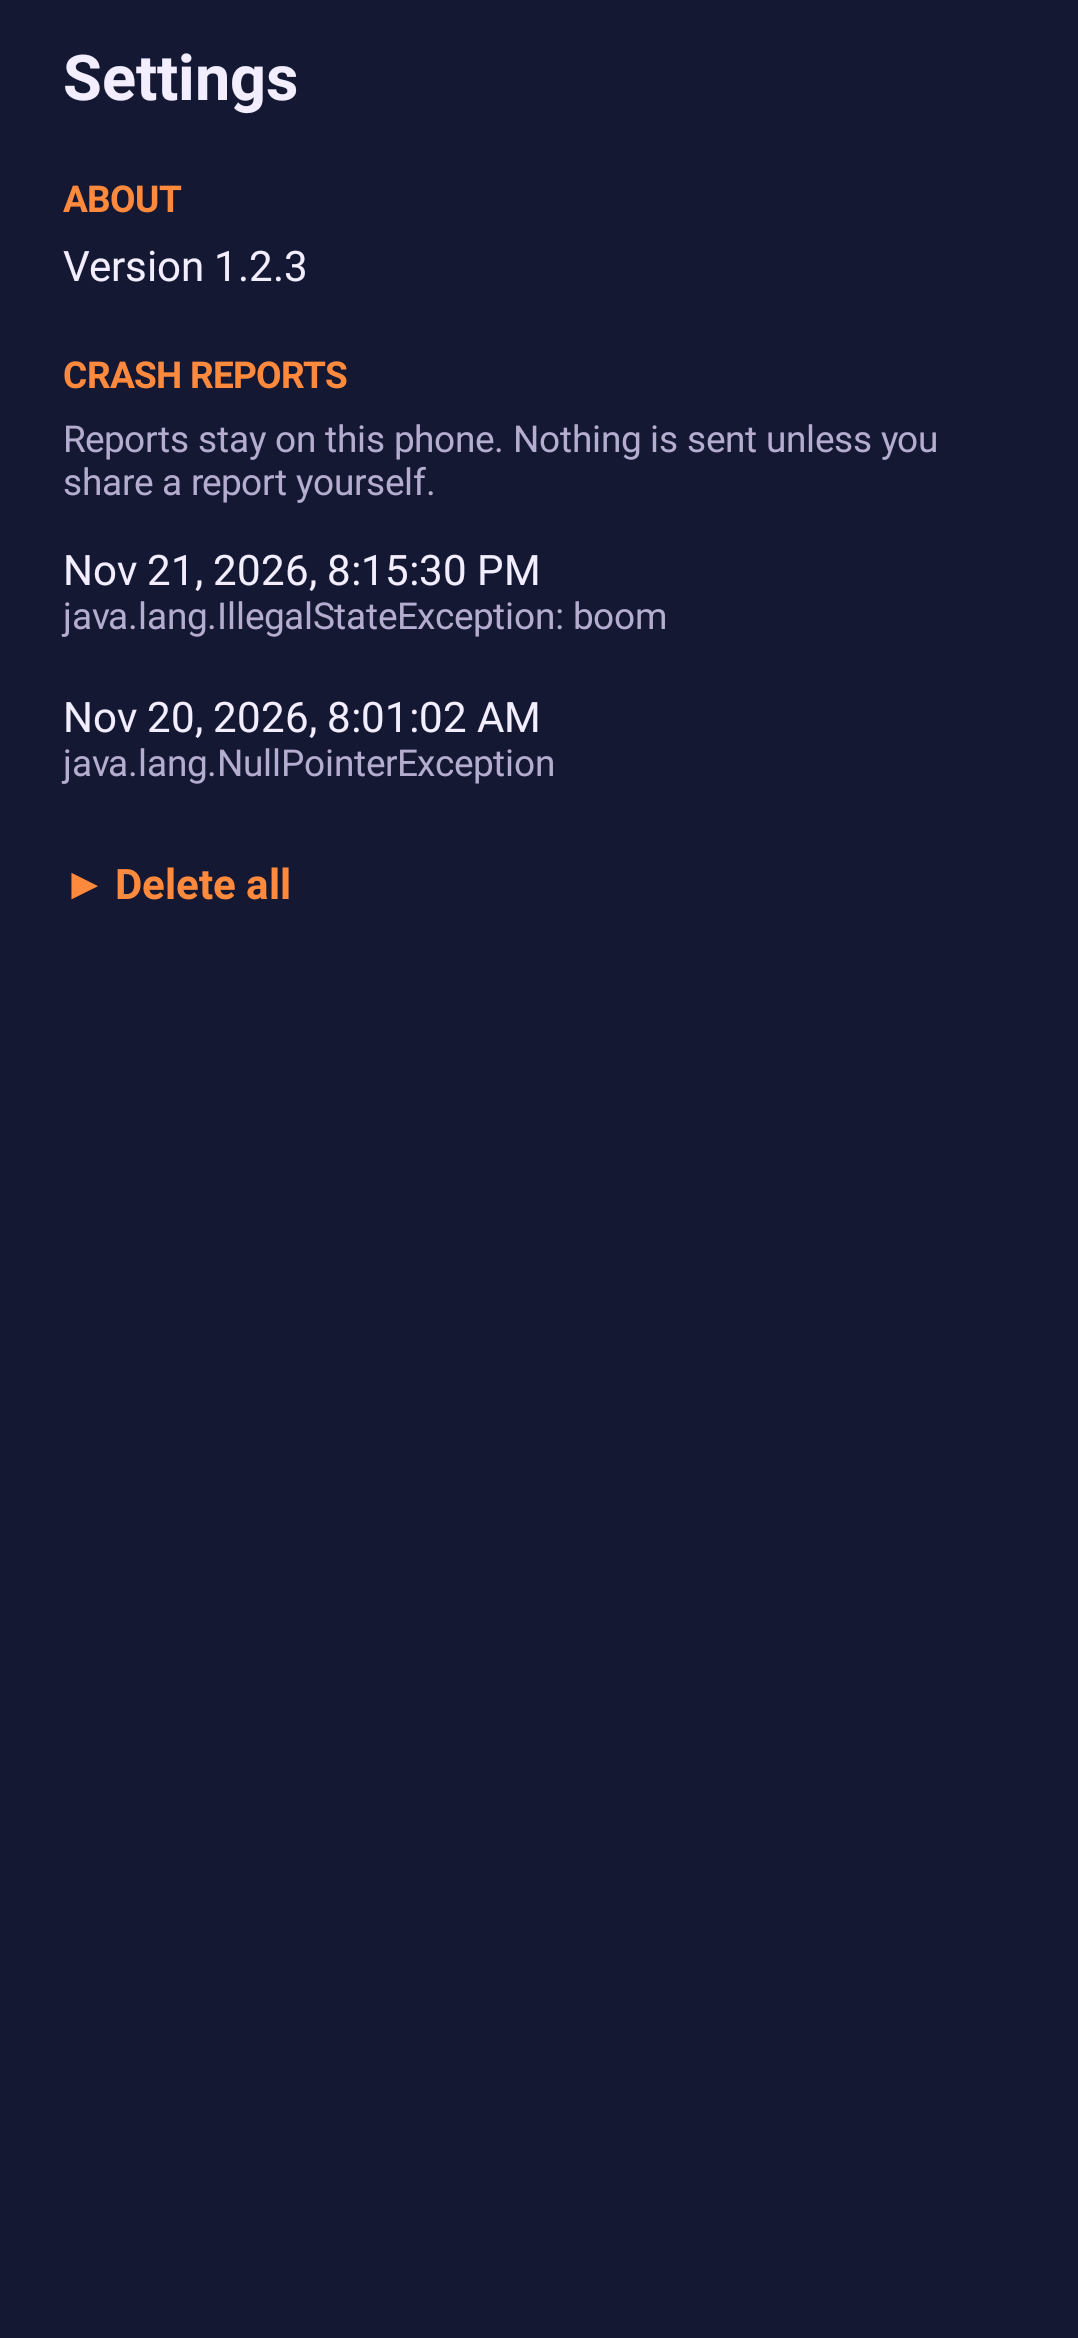 Settings
ABOUT
Version 1.2.3
CRASH REPORTS
Reports stay on this phone. Nothing is sent unless you
share a report yourself.
Nov 21, 2026, 8:15:30 PM
java.lang.IllegalStateException: boom
Nov 20, 2026, 8:01:02 AM
java.lang.NullPointerException
► Delete all